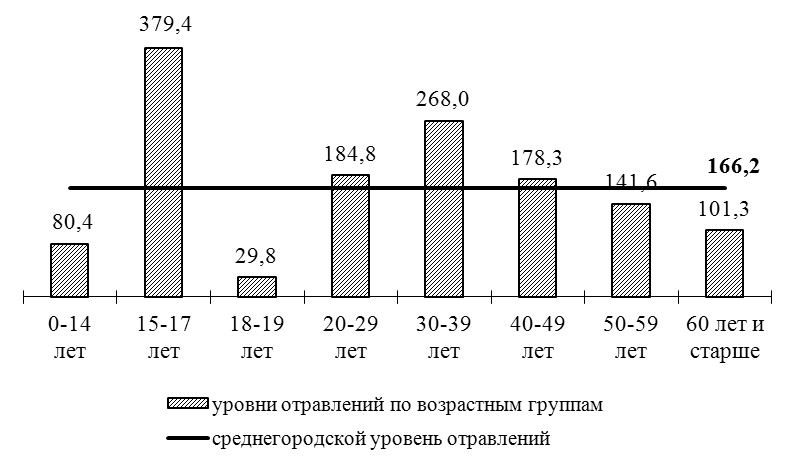 379,4
268,0
184,8
178,3
166,2
141,6
101,3
80,4
29,8
0-14 лет
15-17 лет
18-19 лет
20-29 лет
30-39 лет
40-49 лет
50-59 лет
60 лет и старше
уровни отравлений по возрастным группам
среднегородской уровень отравлений